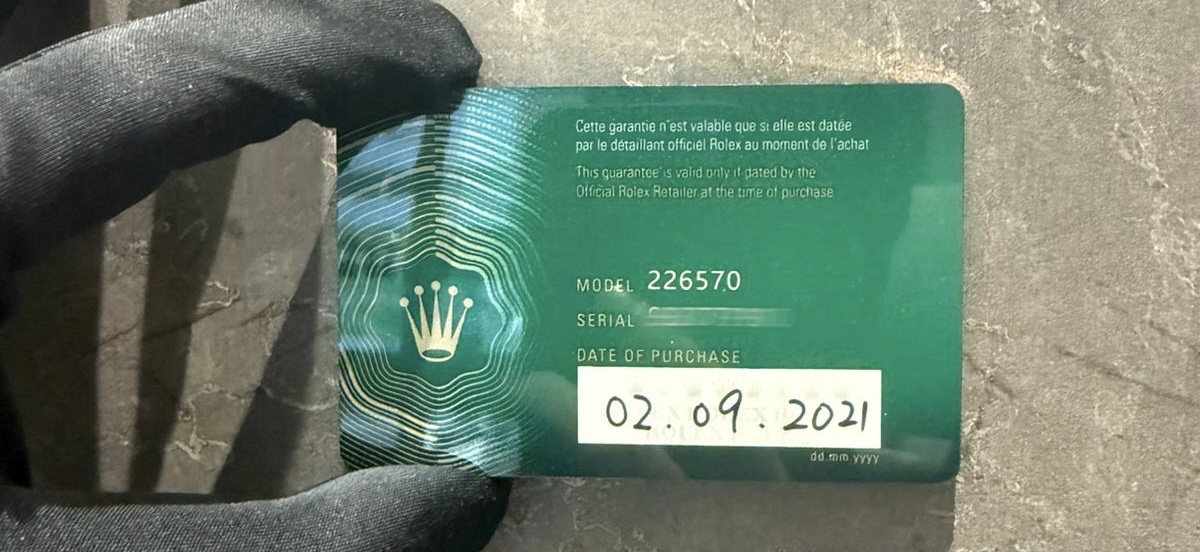 Cette garantie n'est valable que si elle est datée
par le détaillant officiel Rolex au moment de l'achat
This guarantee is valid only if dated by the
Official Rolex Retailer at the time of purchase
MODEL 226570
SERIAL
DATE OF PURCHASE
02.09.2021
dd.mm.yyyy